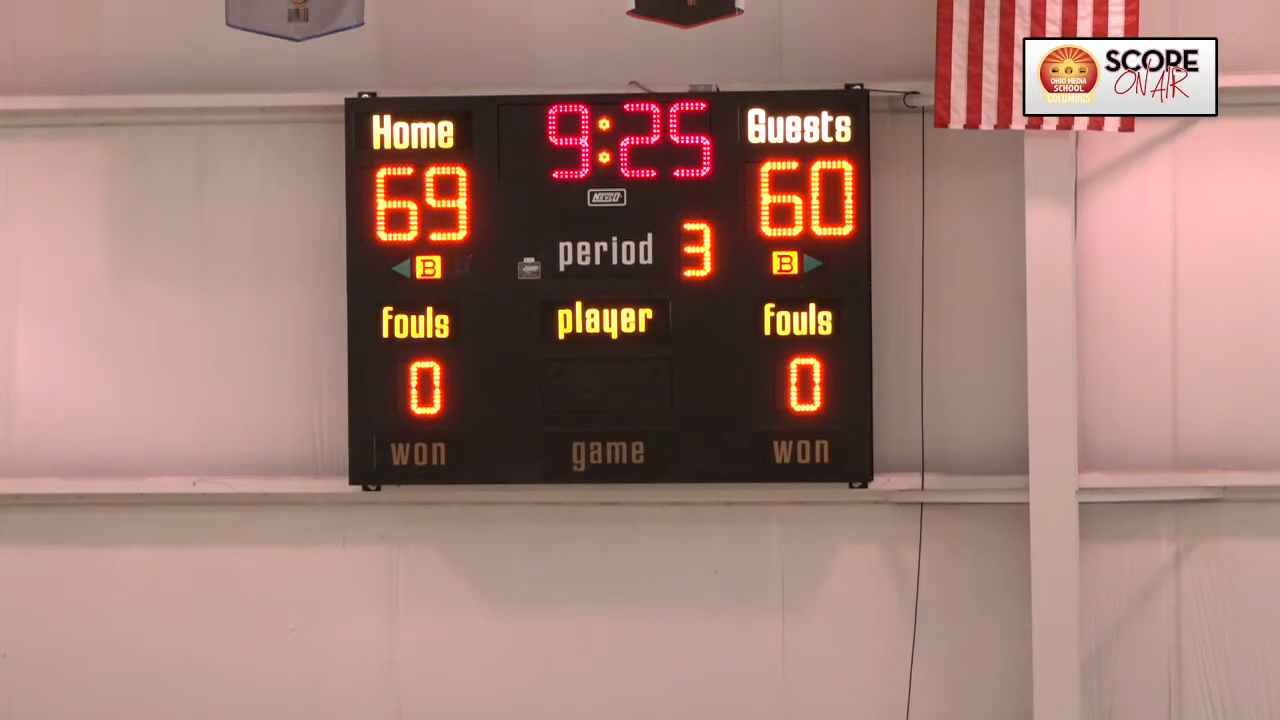 SCOPE
ON AIR
OHIO MEDIA
SCHOOL
COLUMBUS
Home 9:25 Guests
69 60
NEVCO
period 3
B B
fouls player fouls
0 0
won game won